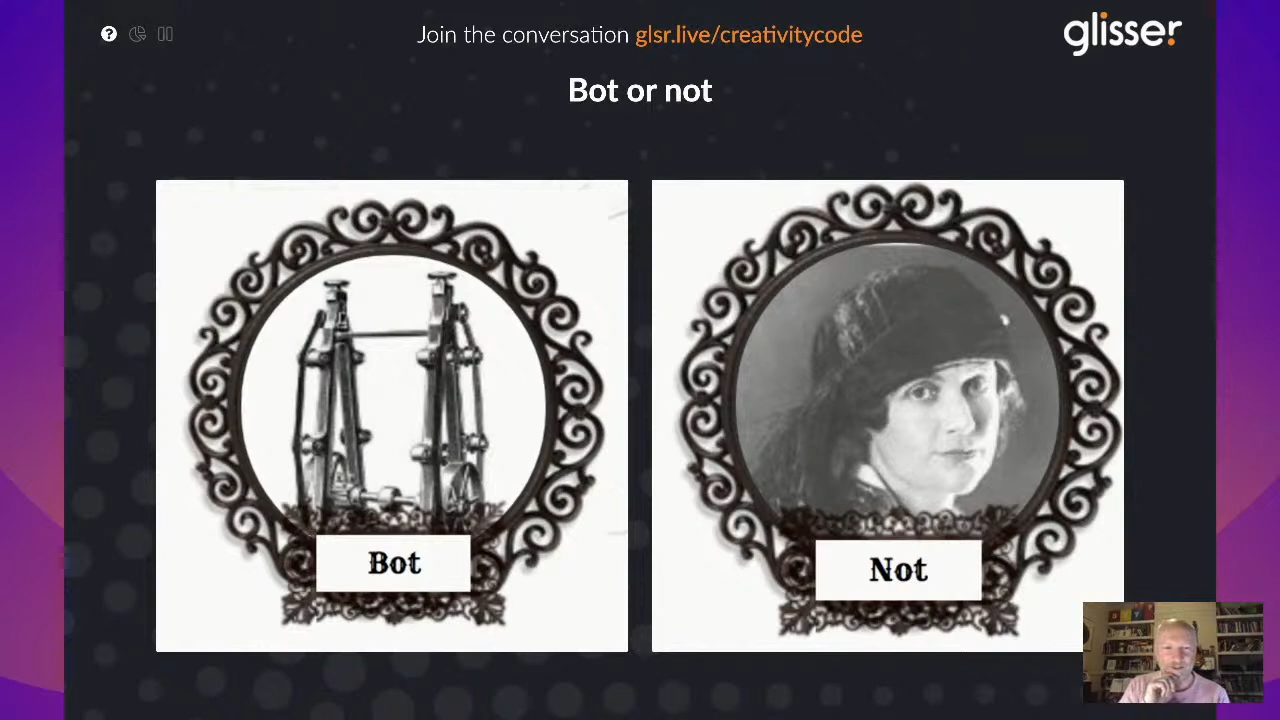 Join the conversation glsr.live/creativitycode
glisser.
Bot or not
Bot
Not